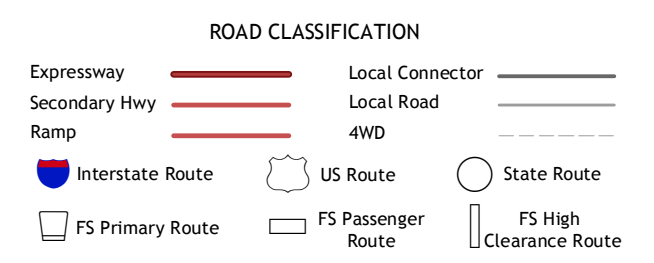 ROAD CLASSIFICATION
Expressway
Local Connector
Secondary Hwy
Local Road
Ramp
4WD
Interstate Route
US Route
State Route
FS Primary Route
FS Passenger
Route
FS High
Clearance Route